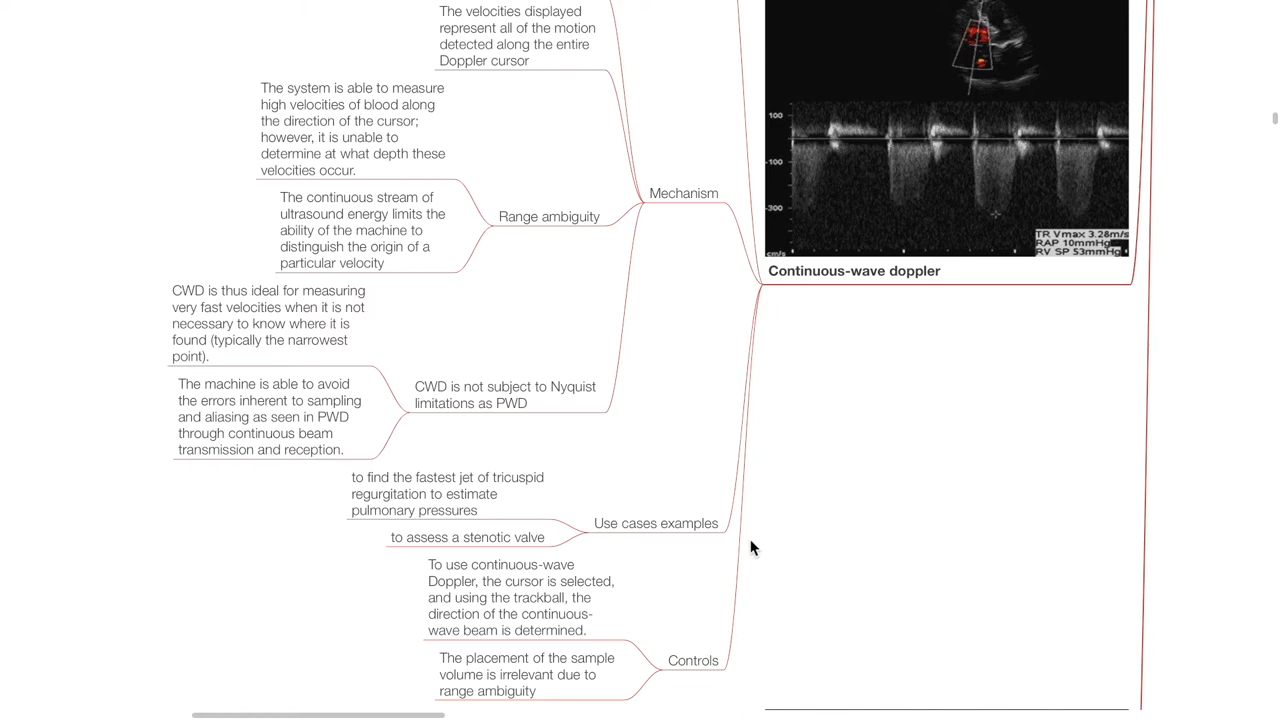 The velocities displayed
represent all of the motion
detected along the entire
Doppler cursor
The system is able to measure
high velocities of blood along
the direction of the cursor;
however, it is unable to
determine at what depth these
velocities occur.
The continuous stream of
ultrasound energy limits the
ability of the machine to
distinguish the origin of a
particular velocity
Range ambiguity
Mechanism
CWD is thus ideal for measuring
very fast velocities when it is not
necessary to know where it is
found (typically the narrowest
point).
The machine is able to avoid
the errors inherent to sampling
and aliasing as seen in PWD
through continuous beam
transmission and reception.
CWD is not subject to Nyquist
limitations as PWD
to find the fastest jet of tricuspid
regurgitation to estimate
pulmonary pressures
to assess a stenotic valve
Use cases examples
To use continuous-wave
Doppler, the cursor is selected,
and using the trackball, the
direction of the continuous-
wave beam is determined.
The placement of the sample
volume is irrelevant due to
range ambiguity
Controls
100
-100
-300
cm/s
TR Vmax 3.28m/s
RAP 10mmHg
RV SP 53mmHg
Continuous-wave doppler